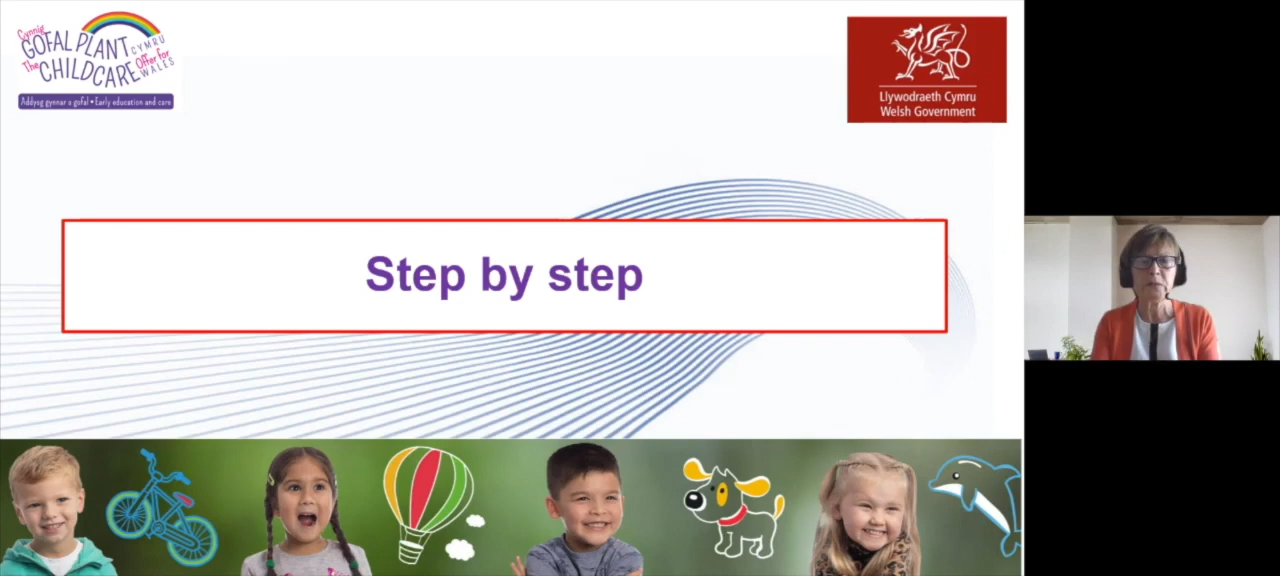 Cynnig
GOFAL PLANT
CYMRU
The
CHILDCARE
Offer for
WALES
Addysg gynnar a gofal • Early education and care
Llywodraeth Cymru
Welsh Government
Step by step